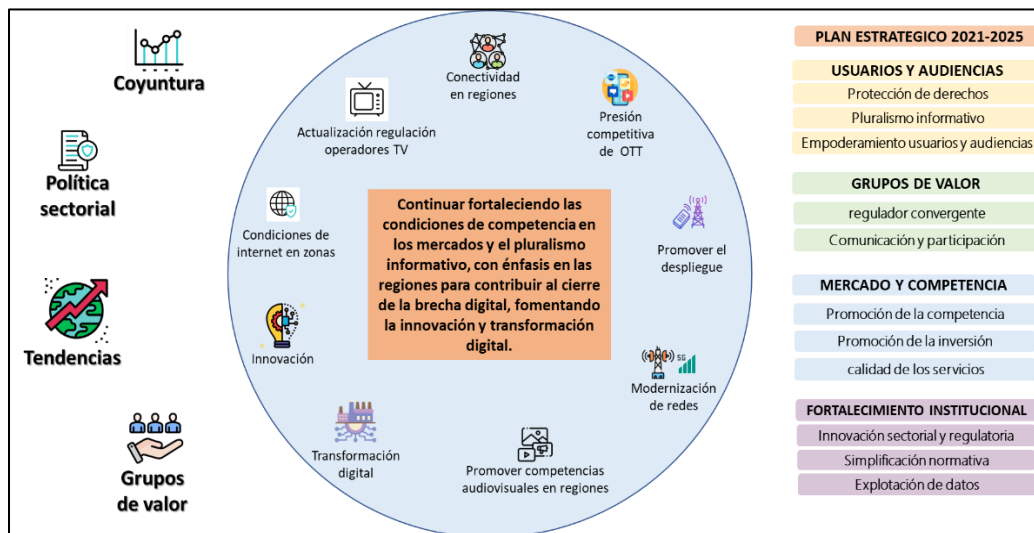 Coyuntura
Política
sectorial
Tendencias
Grupos
de valor
Conectividad
en regiones
Actualización regulación
operadores TV
Presión
competitiva
de OTT
Condiciones de
internet en zonas
Continuar fortaleciendo las
condiciones de competencia en
los mercados y el pluralismo
informativo, con énfasis en las
regiones para contribuir al cierre
de la brecha digital, fomentando
la innovación y transformación
digital.
Promover el
despliegue
Innovación
5G
Modernización
de redes
Transformación
digital
Promover competencias
audiovisuales en regiones
PLAN ESTRATEGICO 2021-2025
USUARIOS Y AUDIENCIAS
Protección de derechos
Pluralismo informativo
Empoderamiento usuarios y audiencias
GRUPOS DE VALOR
regulador convergente
Comunicación y participación
MERCADO Y COMPETENCIA
Promoción de la competencia
Promoción de la inversión
calidad de los servicios
FORTALECIMIENTO INSTITUCIONAL
Innovación sectorial y regulatoria
Simplificación normativa
Explotación de datos